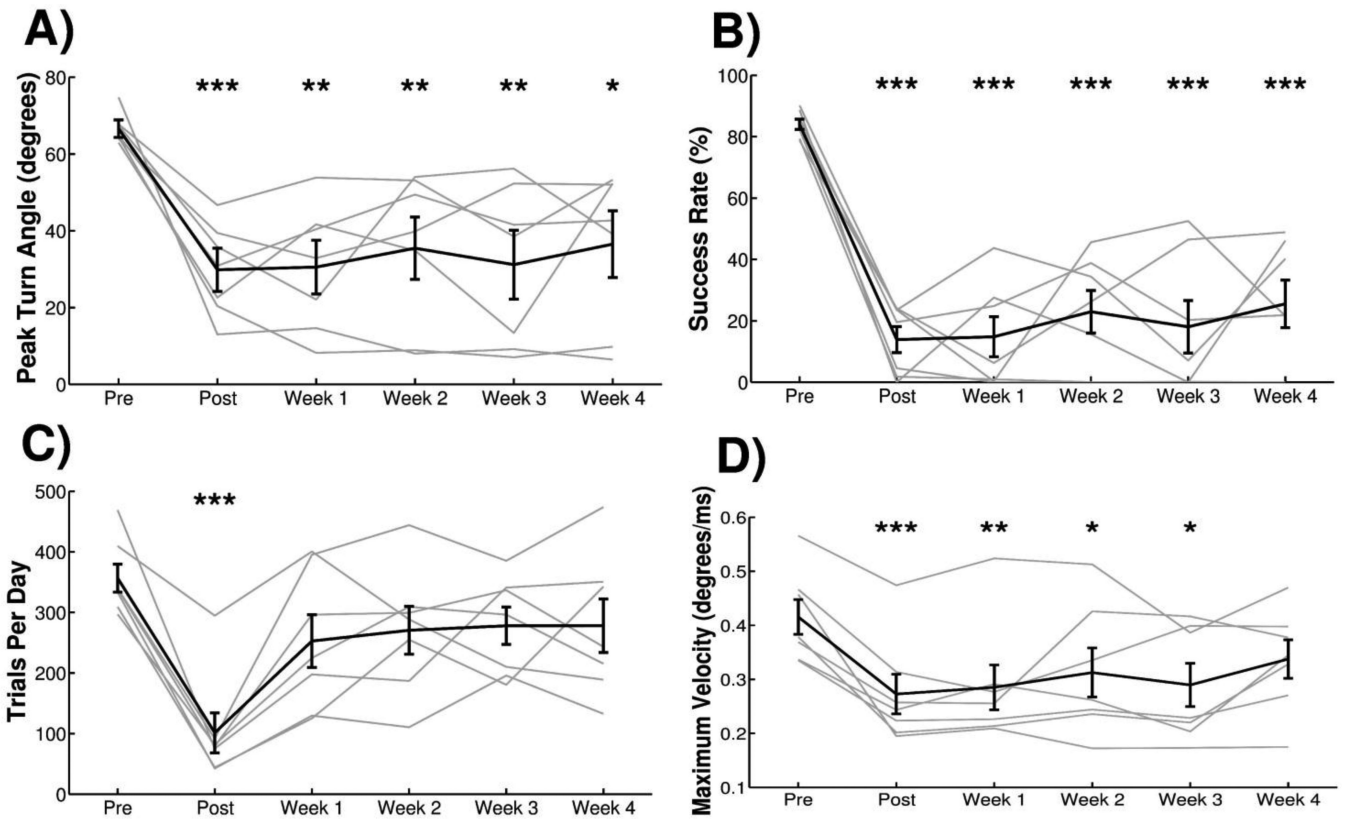 A)
Peak Turn Angle (degrees)
80
60
40
20
0
*** ** ** ** *
Pre Post Week 1 Week 2 Week 3 Week 4
B)
Success Rate (%)
100
80
60
40
20
0
*** *** *** *** ***
Pre Post Week 1 Week 2 Week 3 Week 4
C)
Trials Per Day
500
400
300
200
100
0
***
Pre Post Week 1 Week 2 Week 3 Week 4
D)
Maximum Velocity (degrees/ms)
0.6
0.5
0.4
0.3
0.2
0.1
*** ** * *
Pre Post Week 1 Week 2 Week 3 Week 4